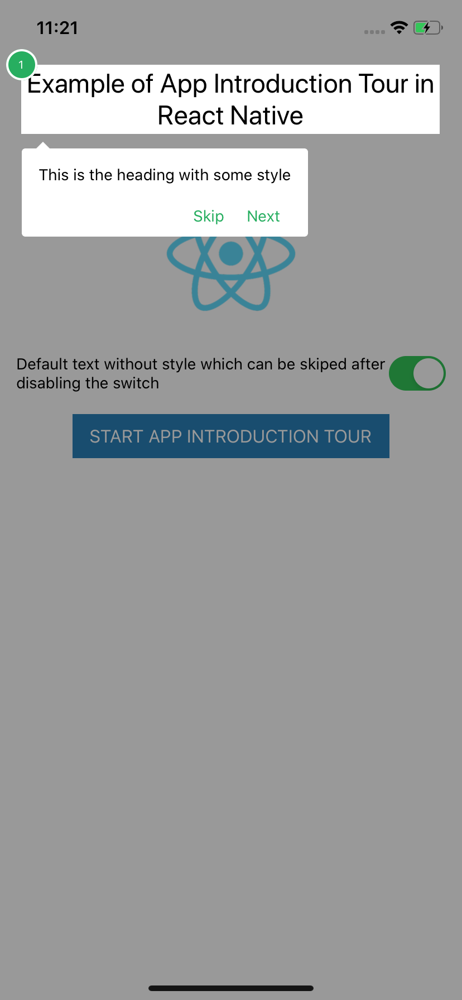 11:21
1
Example of App Introduction Tour in
React Native
This is the heading with some style
Skip Next
Default text without style which can be skiped after
disabling the switch
START APP INTRODUCTION TOUR